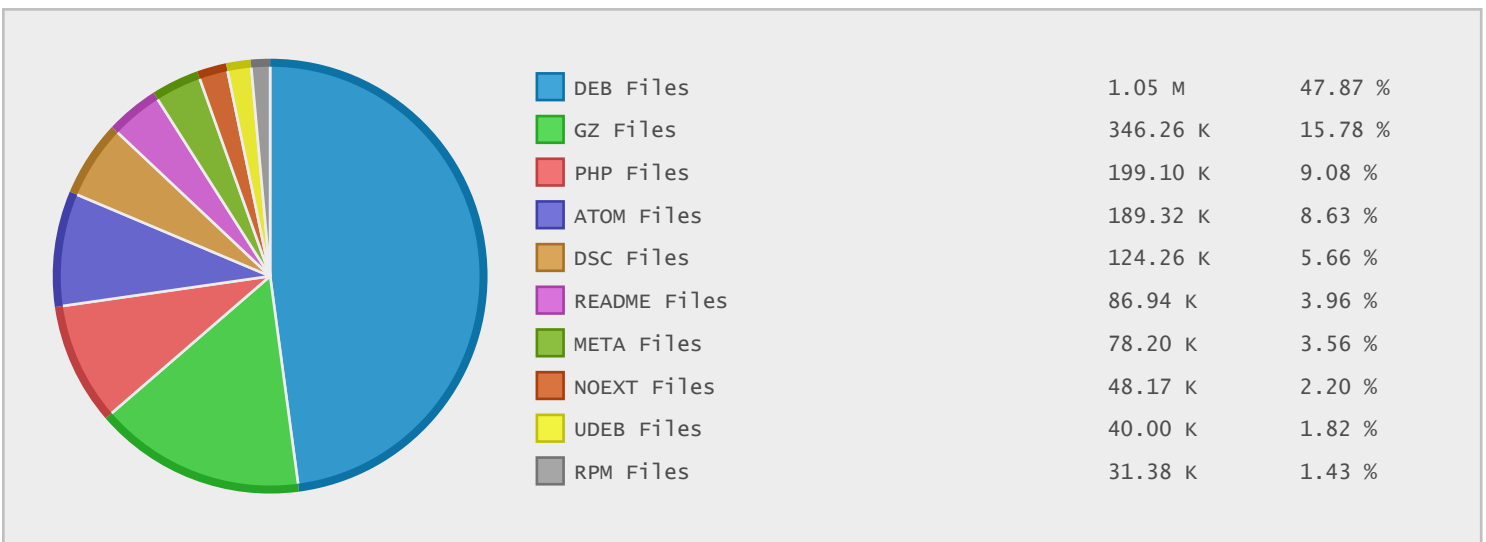 DEB Files 1.05 M 47.87 %
GZ Files 346.26 K 15.78 %
PHP Files 199.10 K 9.08 %
ATOM Files 189.32 K 8.63 %
DSC Files 124.26 K 5.66 %
README Files 86.94 K 3.96 %
META Files 78.20 K 3.56 %
NOEXT Files 48.17 K 2.20 %
UDEB Files 40.00 K 1.82 %
RPM Files 31.38 K 1.43 %